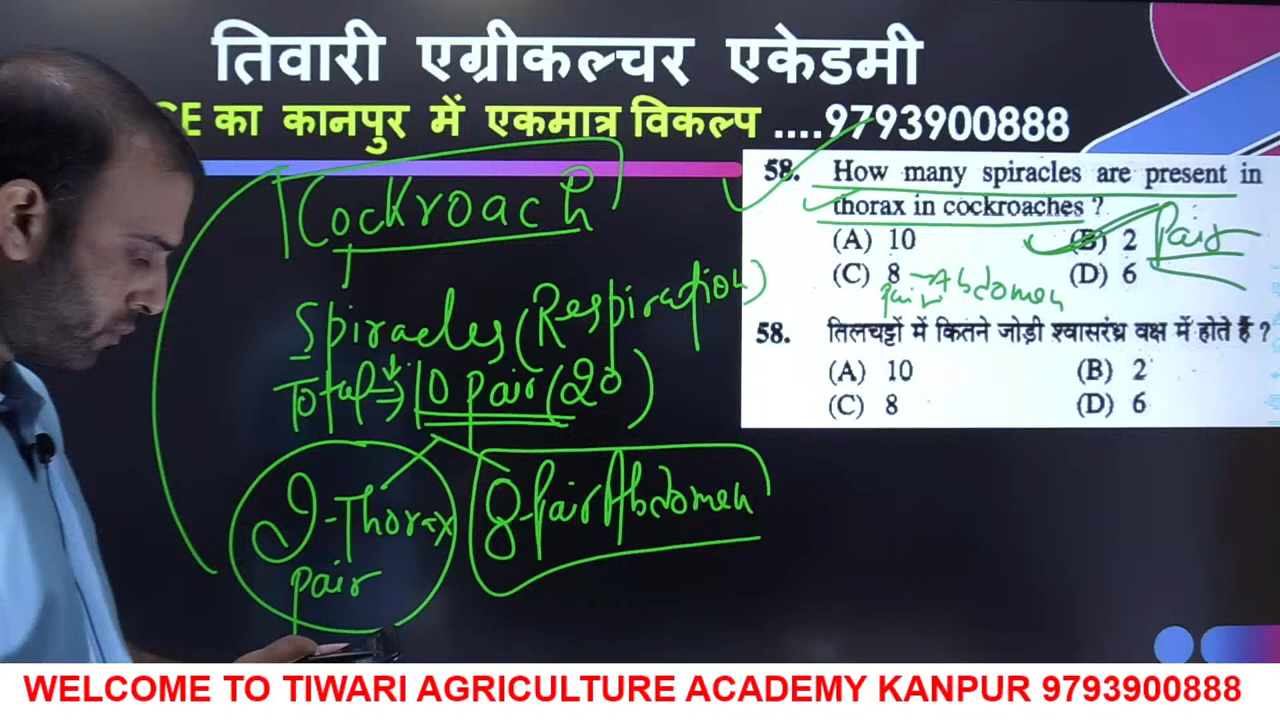 तिवारी एग्रीकल्चर एकेडमी
CE का कानपुर में एकमात्र विकल्प ....9793900888
Cockroach
Spiracles (Respiration)
Total ⇒ 10 pair (20)
2-Thorax
pair
8-pair Abdomen
58. How many spiracles are present in
thorax in cockroaches ?
(A) 10 (B) 2 pair
(C) 8 → Abdomen (D) 6
pair
58. तिलचट्टों में कितने जोड़ी श्वासरंध्र वक्ष में होते हैं ?
(A) 10 (B) 2
(C) 8 (D) 6
WELCOME TO TIWARI AGRICULTURE ACADEMY KANPUR 9793900888